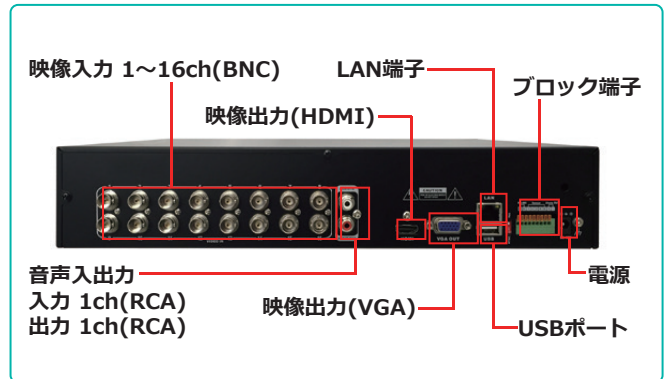 映像入力 1～16ch(BNC)
LAN端子
ブロック端子
映像出力(HDMI)
CAUTION
LAN
VGA OUT
USB
音声入出力
入力 1ch(RCA)
出力 1ch(RCA)
映像出力(VGA)
電源
USBポート